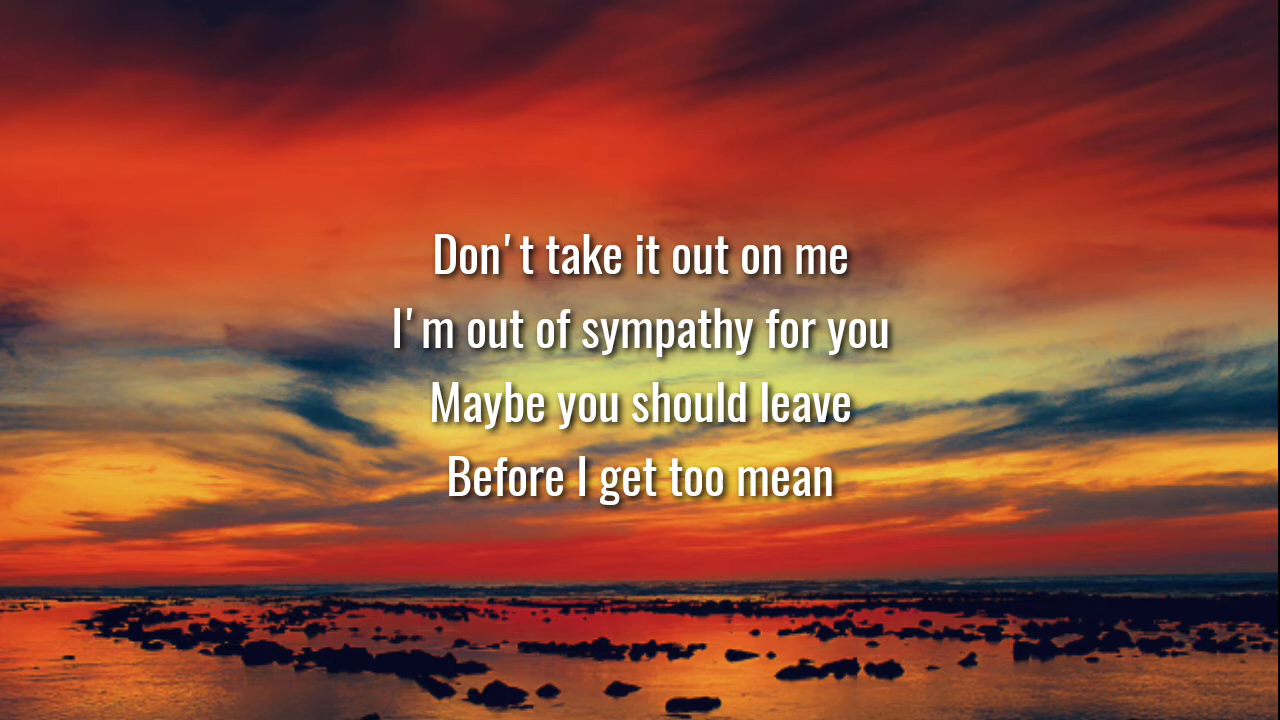 Don't take it out on me
I'm out of sympathy for you
Maybe you should leave
Before I get too mean